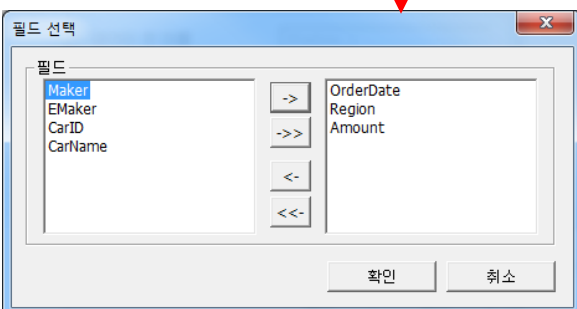 필드 선택
필드
Maker
EMaker
CarID
CarName
->
->>
<-
<<-
OrderDate
Region
Amount
확인
취소